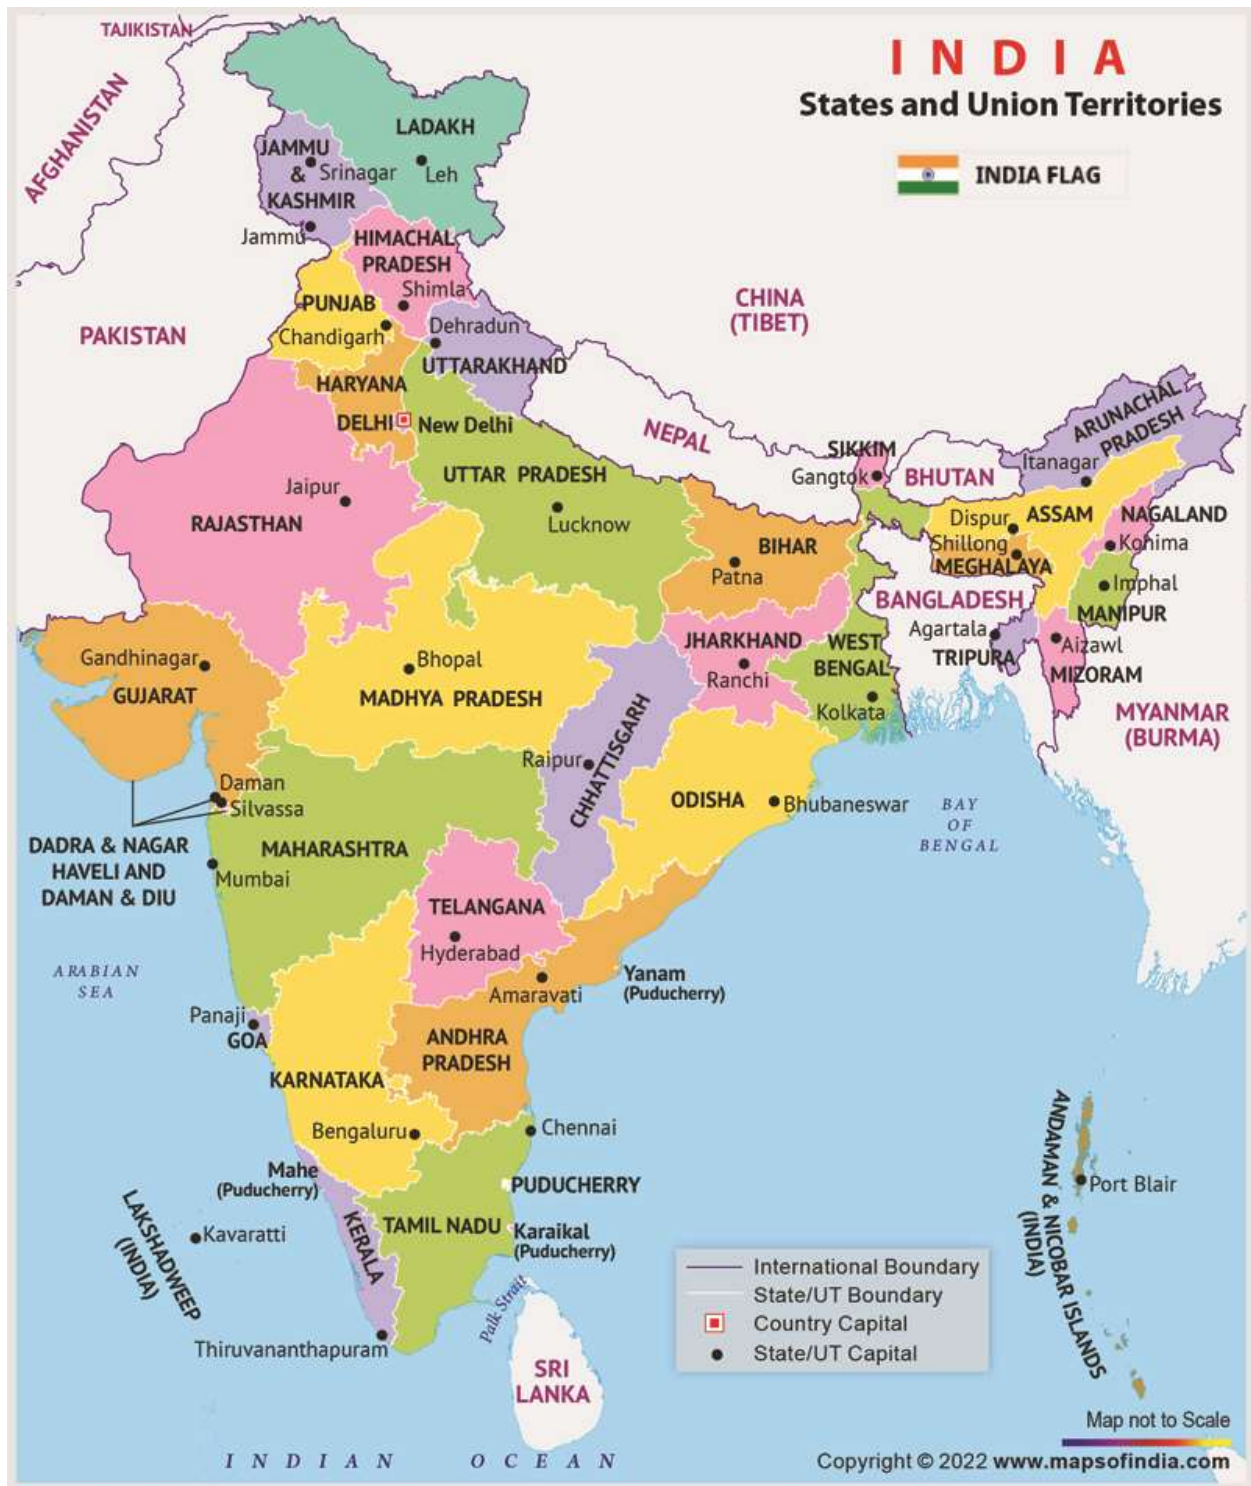 INDIA
States and Union Territories
INDIA FLAG
TAJIKISTAN
AFGHANISTAN
PAKISTAN
CHINA
(TIBET)
NEPAL
BHUTAN
BANGLADESH
MYANMAR
(BURMA)
SRI
LANKA
LADAKH
Leh
JAMMU
&
KASHMIR
Srinagar
Jammu
HIMACHAL
PRADESH
Shimla
PUNJAB
Chandigarh
Dehradun
UTTARAKHAND
HARYANA
DELHI
New Delhi
UTTAR PRADESH
Lucknow
Jaipur
RAJASTHAN
BIHAR
Patna
SIKKIM
Gangtok
ARUNACHAL
PRADESH
Itanagar
Dispur
ASSAM
NAGALAND
Kohima
Shillong
MEGHALAYA
Imphal
MANIPUR
Agartala
TRIPURA
Aizawl
MIZORAM
JHARKHAND
Ranchi
WEST
BENGAL
Kolkata
Gandhinagar
GUJARAT
Bhopal
MADHYA PRADESH
Raipur
CHHATTISGARH
ODISHA
Bhubaneswar
Daman
Silvassa
DADRA & NAGAR
HAVELI AND
DAMAN & DIU
MAHARASHTRA
Mumbai
TELANGANA
Hyderabad
Amaravati
Yanam
(Puducherry)
ANDHRA
PRADESH
Panaji
GOA
KARNATAKA
Bengaluru
Chennai
Mahe
(Puducherry)
PUDUCHERRY
TAMIL NADU
Karaikal
(Puducherry)
KERALA
Thiruvananthapuram
LAKSHADWEEP
(INDIA)
Kavaratti
ANDAMAN & NICOBAR ISLANDS
(INDIA)
Port Blair
ARABIAN
SEA
BAY
OF
BENGAL
Palk Strait
INDIAN OCEAN
International Boundary
State/UT Boundary
Country Capital
State/UT Capital
Map not to Scale
Copyright © 2022 www.mapsofindia.com